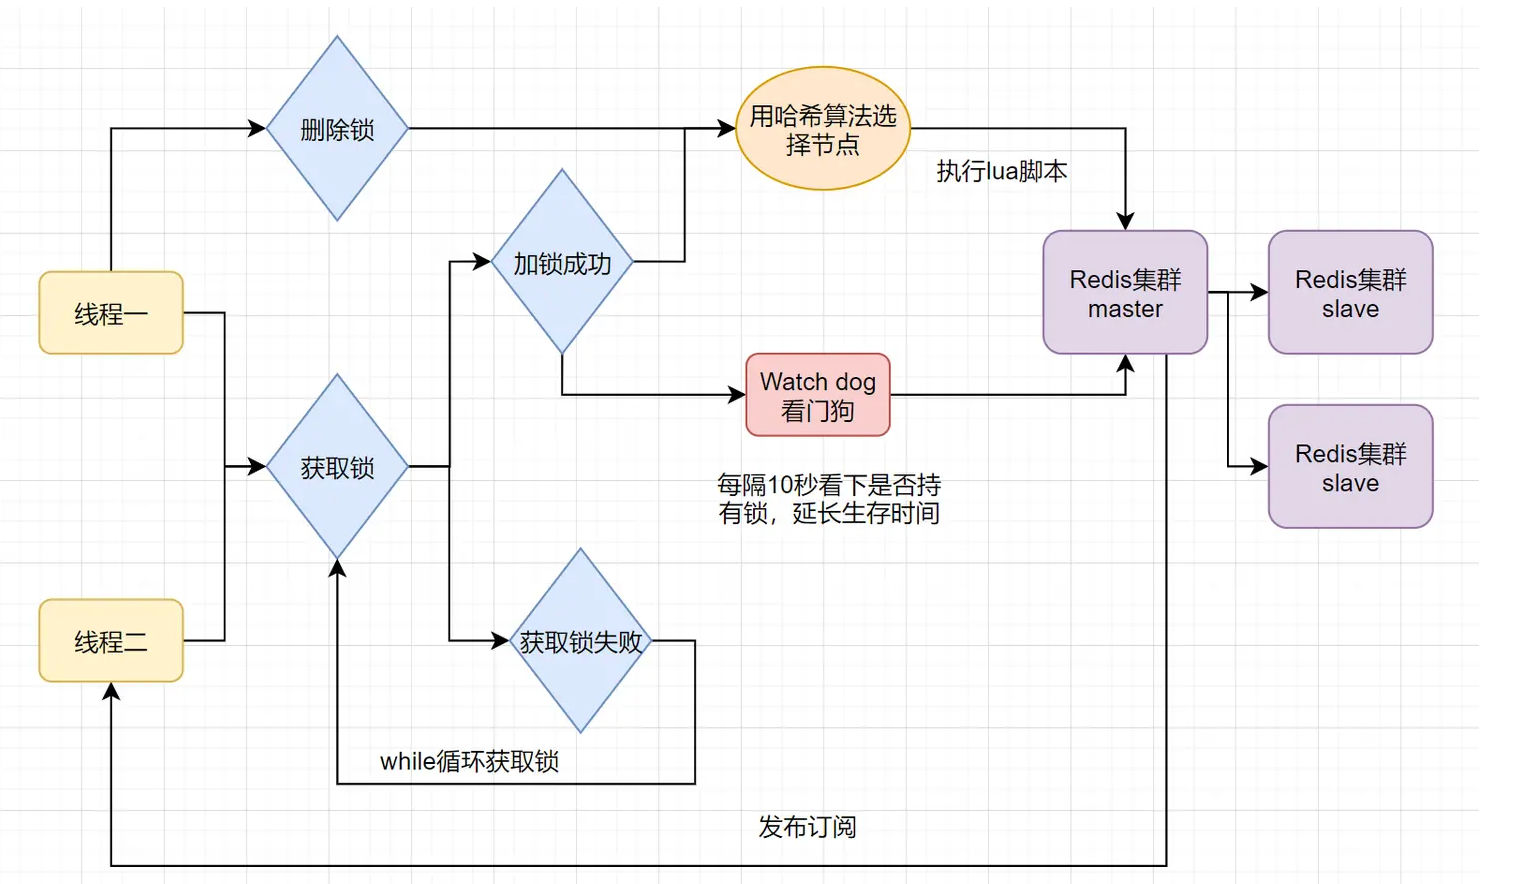 删除锁
用哈希算法选
择节点
执行lua脚本
加锁成功
线程一
Redis集群
master
Redis集群
slave
Watch dog
看门狗
获取锁
每隔10秒看下是否持
有锁，延长生存时间
Redis集群
slave
线程二
获取锁失败
while循环获取锁
发布订阅